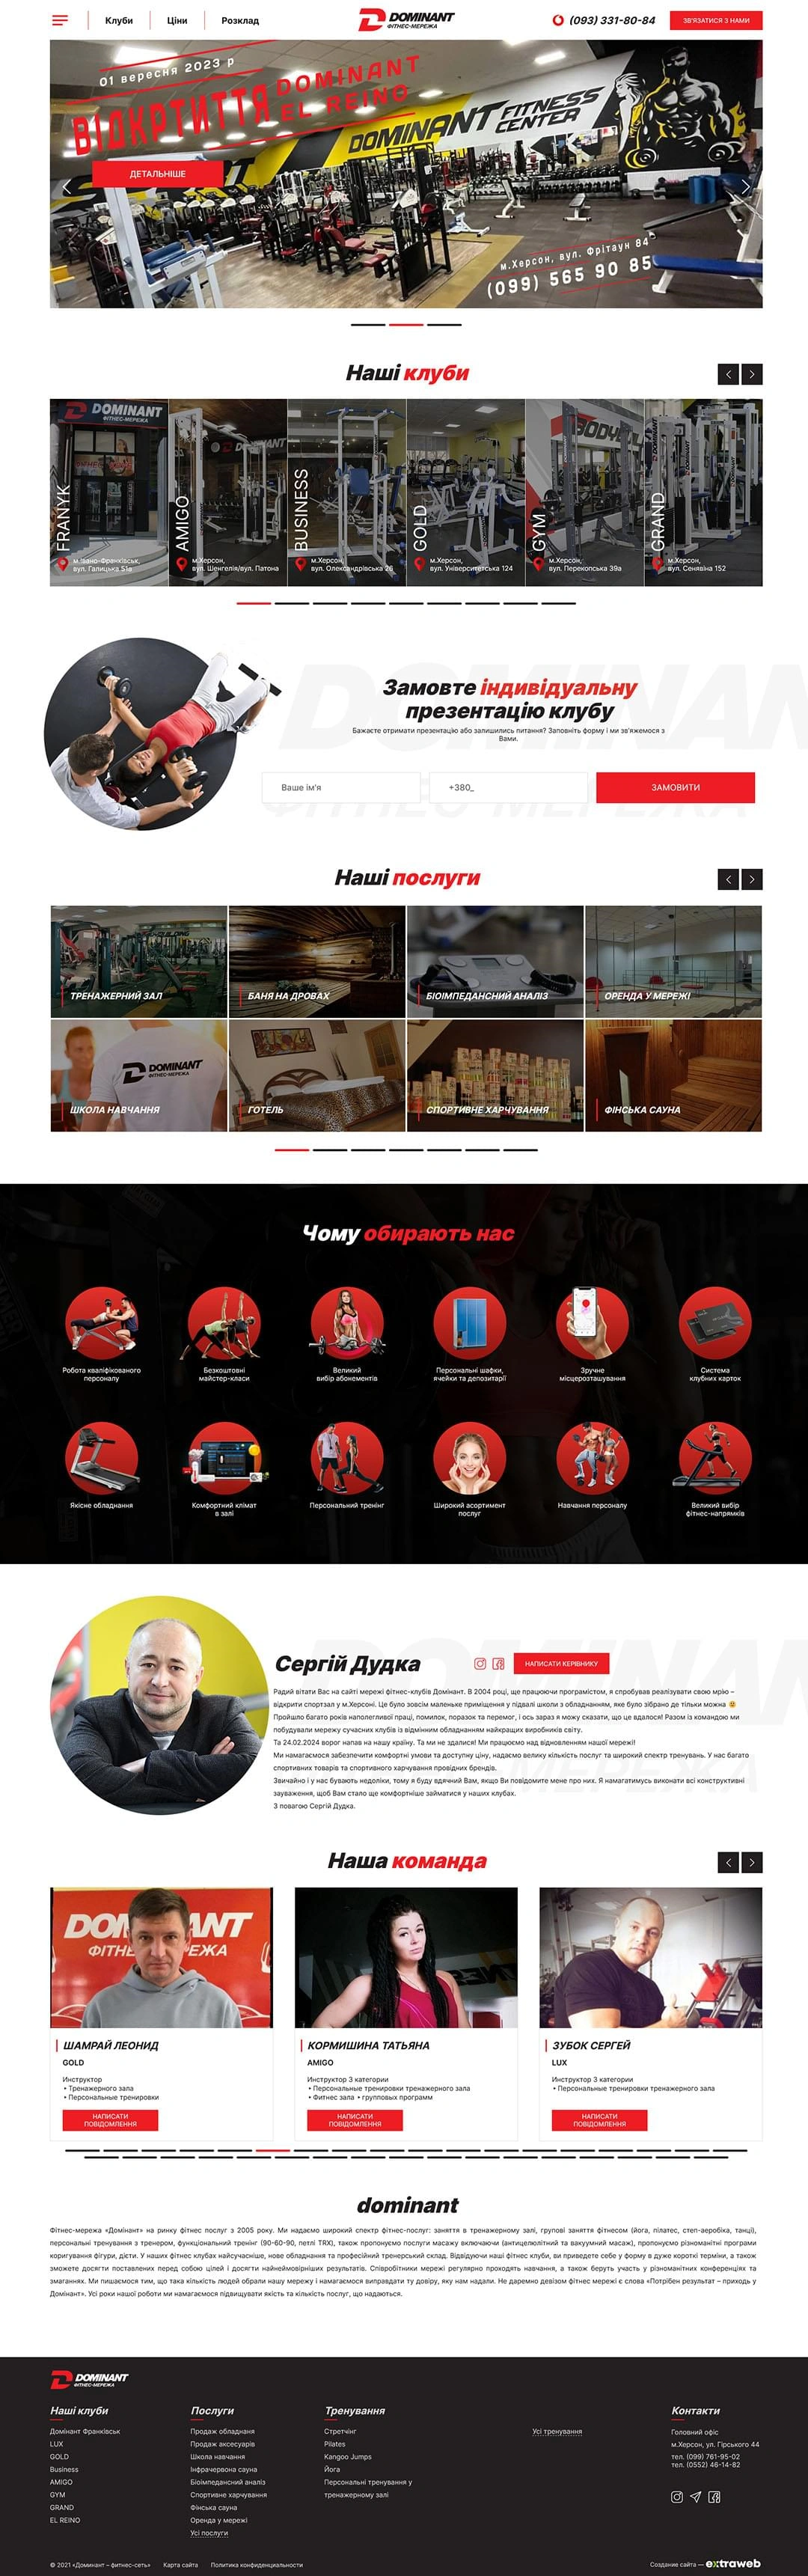 Клуби
Ціни
Розклад
DOMINANT
ФІТНЕС-МЕРЕЖА
(093) 331-80-84
ЗВ'ЯЗАТИСЯ З НАМИ
01 вересня 2023 р
ВІДКРТИТТЯ DOMINANT
EL REINO
ДЕТАЛЬНІШЕ
DOMINANT FITNESS
CENTER
м.Херсон, вул. Фрітаун 84
(099) 565 90 85
Наші клуби
DOMINANT
ФІТНЕС-МЕРЕЖА
FRANYK
м.Івано-Франківськ,
вул. Галицька 51а
AMIGO
м.Херсон,
вул. Шенгелія/вул. Патона
BUSINESS
м.Херсон,
вул. Олександрівська 26
GOLD
м.Херсон,
вул. Університетська 124
GYM
м.Херсон,
вул. Перекопська 39а
GRAND
м.Херсон,
вул. Сенявіна 152
Замовте індивідуальну
презентацію клубу
Бажаєте отримати презентацію або залишились питання? Заповніть форму і ми зв'яжемося з
Вами.
Ваше ім'я
+380_
ЗАМОВИТИ
Наші послуги
ТРЕНАЖЕРНИЙ ЗАЛ
БАНЯ НА ДРОВАХ
БІОІМПЕДАНСНИЙ АНАЛІЗ
ОРЕНДА У МЕРЕЖІ
DOMINANT
ФІТНЕС-МЕРЕЖА
ШКОЛА НАВЧАННЯ
ГОТЕЛЬ
СПОРТИВНЕ ХАРЧУВАННЯ
ФІНСЬКА САУНА
Чому обирають нас
Робота кваліфікованого
персоналу
Безкоштовні
майстер-класи
Великий
вибір абонементів
Персональні шафки,
ячейки та депозитарії
Зручне
місцерозташування
Система
клубних карток
Якісне обладнання
Комфортний клімат
в залі
Персональний тренінг
Широкий асортимент
послуг
Навчання персоналу
Великий вибір
фітнес-напрямків
Сергій Дудка
НАПИСАТИ КЕРІВНИКУ
Радий вітати Вас на сайті мережі фітнес-клубів Домінант. В 2004 році, ще працюючи програмістом, я спробував реалізувати свою мрію –
відкрити спортзал у м.Херсоні. Це було зовсім маленьке приміщення у підвалі школи з обладнанням, яке було зібрано де тільки можна 🙂
Пройшло багато років наполегливої праці, помилок, поразок та перемог, і ось зараз я можу сказати, що це вдалося! Разом із командою ми
побудували мережу сучасних клубів із відмінним обладнанням найкращих виробників світу.
Та 24.02.2024 ворог напав на нашу країну. Та ми не здалися! Ми працюємо над відновленням нашої мережі!
Ми намагаємося забезпечити комфортні умови та доступну ціну, надаємо велику кількість послуг та широкий спектр тренувань. У нас багато
спортивних товарів та спортивного харчування провідних брендів.
Звичайно і у нас бувають недоліки, тому я буду вдячний Вам, якщо Ви повідомите мене про них. Я намагатимусь виконати всі конструктивні
зауваження, щоб Вам стало ще комфортніше займатися у наших клубах.
З повагою Сергій Дудка.
Наша команда
ШАМРАЙ ЛЕОНИД
GOLD
Инструктор
• Тренажерного зала
• Персональные тренировки
НАПИСАТИ
ПОВІДОМЛЕННЯ
КОРМИШИНА ТАТЬЯНА
AMIGO
Инструктор 3 категории
• Персональные тренировки тренажерного зала
• Фитнес зала • групповых программ
НАПИСАТИ
ПОВІДОМЛЕННЯ
ЗУБОК СЕРГЕЙ
LUX
Инструктор 3 категории
• Персональные тренировки тренажерного зала
НАПИСАТИ
ПОВІДОМЛЕННЯ
dominant
Фітнес-мережа «Домінант» на ринку фітнес послуг з 2005 року. Ми надаємо широкий спектр фітнес-послуг: заняття в тренажерному залі, групові заняття фітнесом (йога, пілатес, степ-аеробіка, танці),
персональні тренування з тренером, функціональний тренінг (90-60-90, петлі TRX), також пропонуємо послуги масажу включаючи (антицелюлітний та вакуумний масаж), пропонуємо різноманітні програми
коригування фігури, дієти. У наших фітнес клубах найсучасніше, нове обладнання та професійний тренерський склад. Відвідуючи наші фітнес клуби, ви приведете себе у форму в дуже короткі терміни, а також
зможете досягти поставлених перед собою цілей і досягти найнеймовірніших результатів. Співробітники мережі регулярно проходять навчання, а також беруть участь у різноманітних конференціях та
змаганнях. Ми пишаємося тим, що така кількість людей обрали нашу мережу і намагаємося виправдати ту довіру, яку нам надали. Не даремно девізом фітнес мережі є слова «Потрібен результат – приходь у
Домінант». Усі роки нашої роботи ми намагаємося підвищувати якість та кількість послуг, що надаються.
DOMINANT
ФІТНЕС-МЕРЕЖА
Наші клуби
Домінант Франківськ
LUX
GOLD
Business
AMIGO
GYM
GRAND
EL REINO
Послуги
Продаж обладнаня
Продаж аксесуарів
Школа навчання
Інфрачервона сауна
Біоімпедансний аналіз
Спортивне харчування
Фінська сауна
Оренда у мережі
Усі послуги
Тренування
Стретчінг
Pilates
Kangoo Jumps
Йога
Персональні тренування у
тренажерному залі
Усі тренування
Контакти
Головний офіс
м.Херсон, ул. Гірського 44
тел. (099) 761-95-02
тел. (0552) 46-14-82
© 2021 «Доминант – фитнес-сеть»
Карта сайта
Политика конфиденциальности
Создание сайта — extraweb